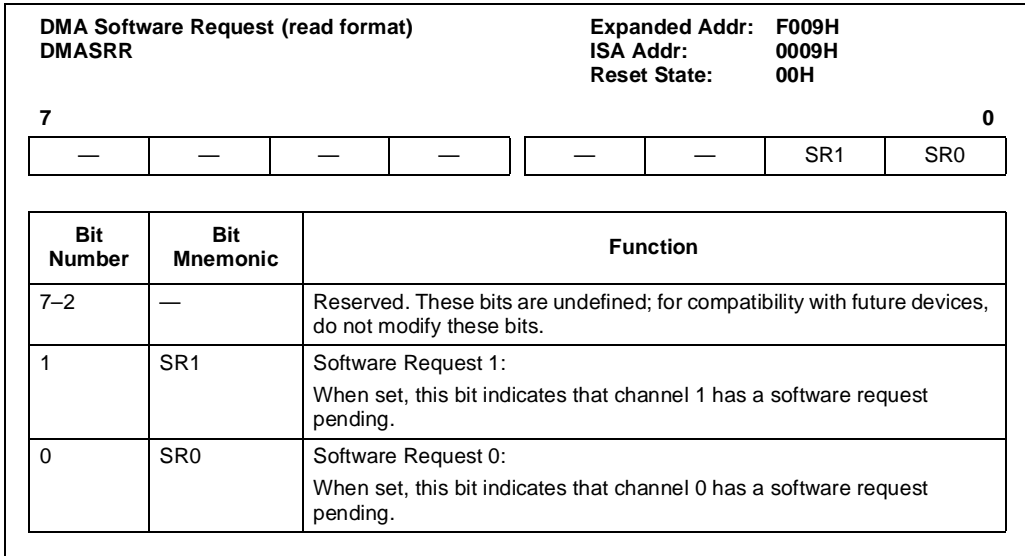 DMA Software Request (read format) Expanded Addr: F009H
DMASRR ISA Addr: 0009H
Reset State: 00H
7 0
— — — — — — SR1 SR0
Bit Number Bit Mnemonic Function
7–2 — Reserved. These bits are undefined; for compatibility with future devices,
do not modify these bits.
1 SR1 Software Request 1:
When set, this bit indicates that channel 1 has a software request
pending.
0 SR0 Software Request 0:
When set, this bit indicates that channel 0 has a software request
pending.